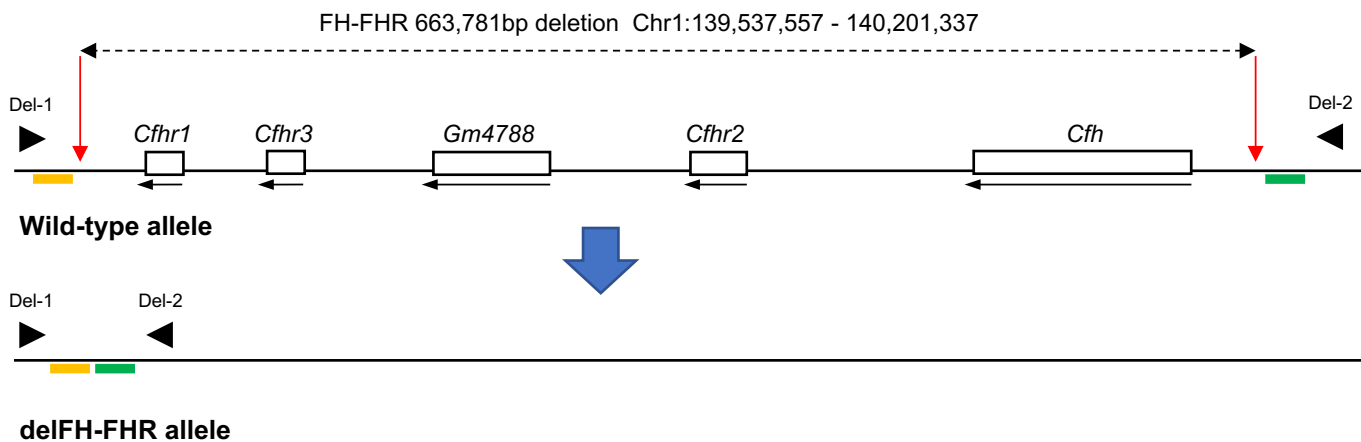 FH-FHR 663,781bp deletion  Chr1:139,537,557 - 140,201,337
Del-1
Del-2
Cfhr1
Cfhr3
Gm4788
Cfhr2
Cfh
Wild-type allele
Del-1
Del-2
delFH-FHR allele